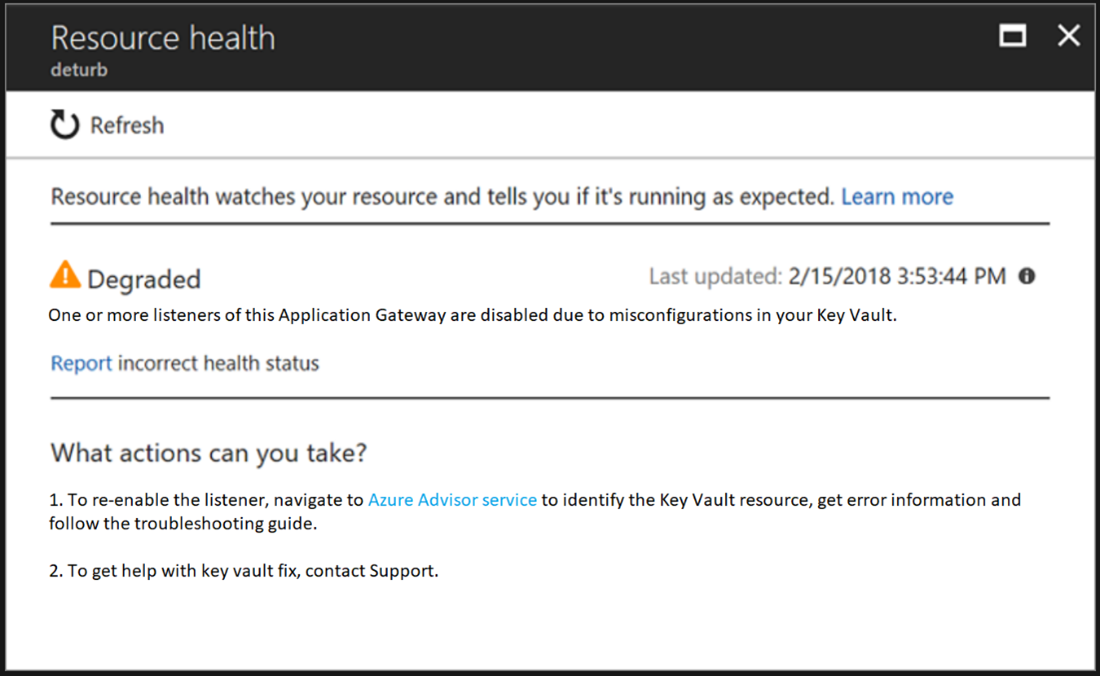 Resource health
deturb
Refresh
Resource health watches your resource and tells you if it's running as expected. Learn more
Degraded
Last updated: 2/15/2018 3:53:44 PM
One or more listeners of this Application Gateway are disabled due to misconfigurations in your Key Vault.
Report incorrect health status
What actions can you take?
1. To re-enable the listener, navigate to Azure Advisor service to identify the Key Vault resource, get error information and
follow the troubleshooting guide.
2. To get help with key vault fix, contact Support.